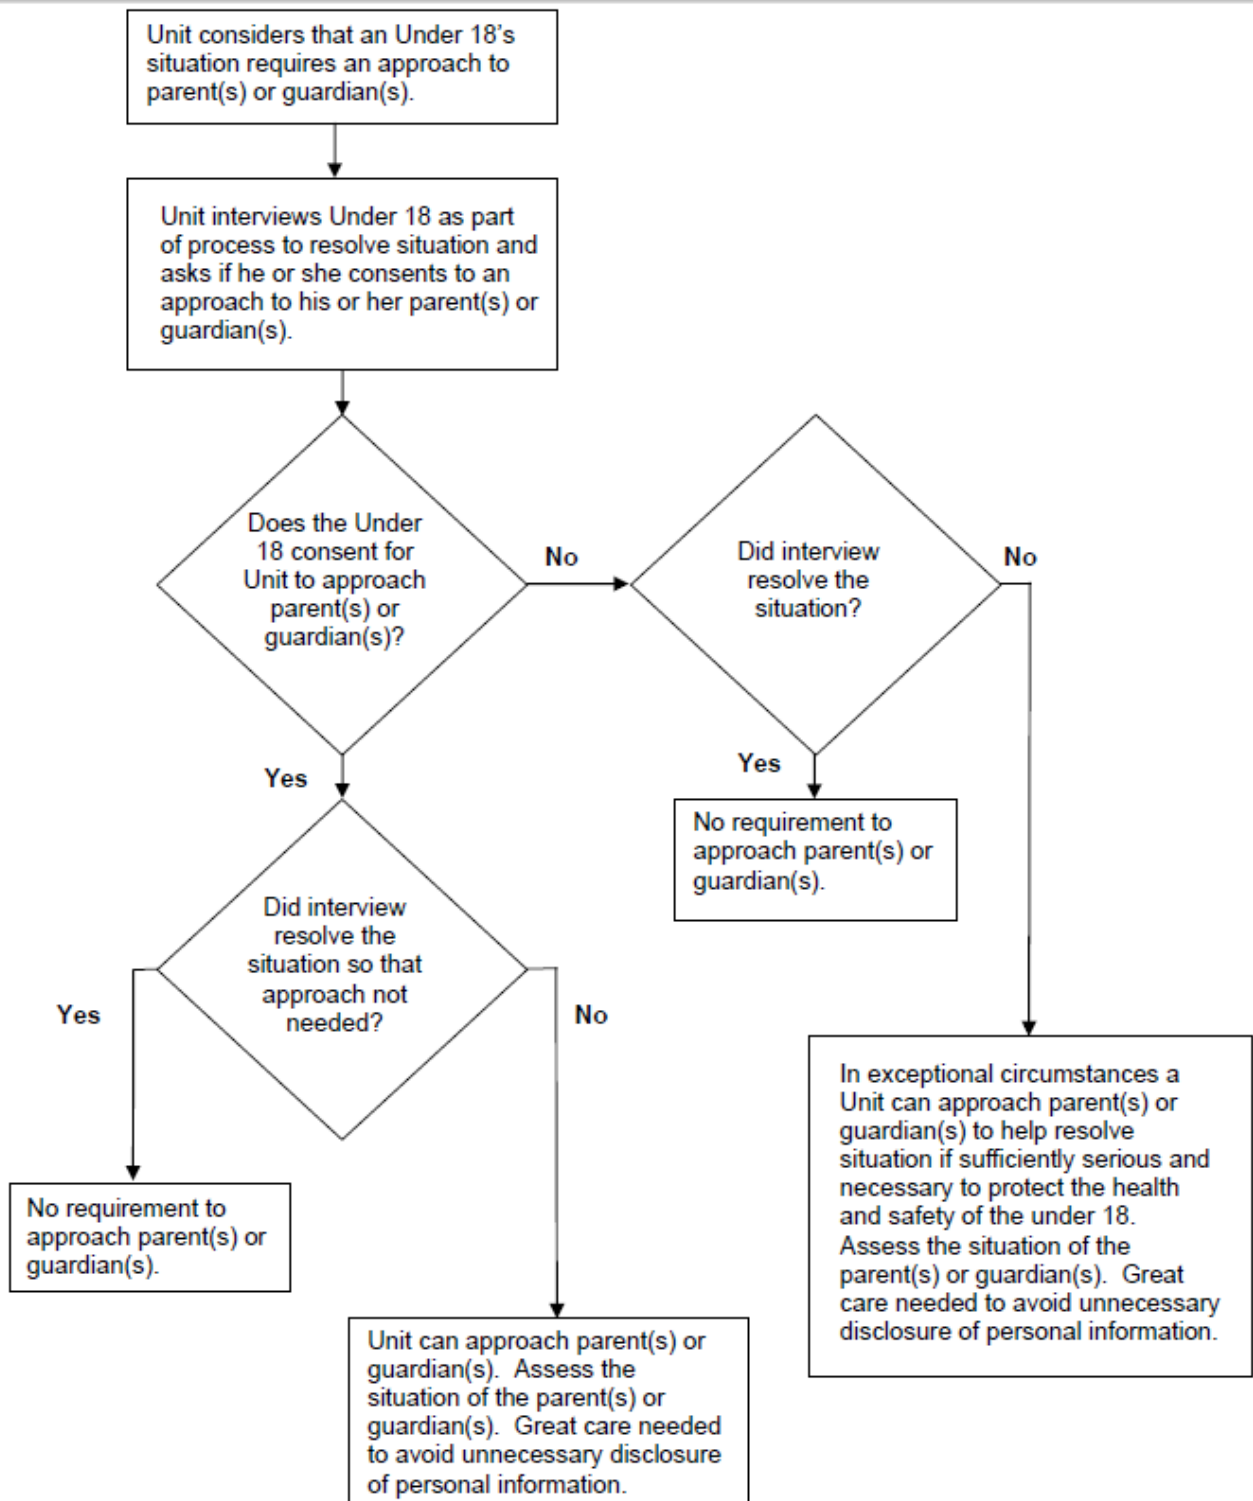 Unit considers that an Under 18’s
situation requires an approach to
parent(s) or guardian(s).
Unit interviews Under 18 as part
of process to resolve situation and
asks if he or she consents to an
approach to his or her parent(s) or
guardian(s).
Does the Under
18 consent for
Unit to approach
parent(s) or
guardian(s)?
No
Did interview
resolve the
situation?
No
Yes
Yes
No requirement to
approach parent(s) or
guardian(s).
Did interview
resolve the
situation so that
approach not
needed?
Yes
No
No requirement to
approach parent(s) or
guardian(s).
In exceptional circumstances a
Unit can approach parent(s) or
guardian(s) to help resolve
situation if sufficiently serious and
necessary to protect the health
and safety of the under 18.
Assess the situation of the
parent(s) or guardian(s).  Great
care needed to avoid unnecessary
disclosure of personal information.
Unit can approach parent(s) or
guardian(s).  Assess the
situation of the parent(s) or
guardian(s).  Great care needed
to avoid unnecessary disclosure
of personal information.